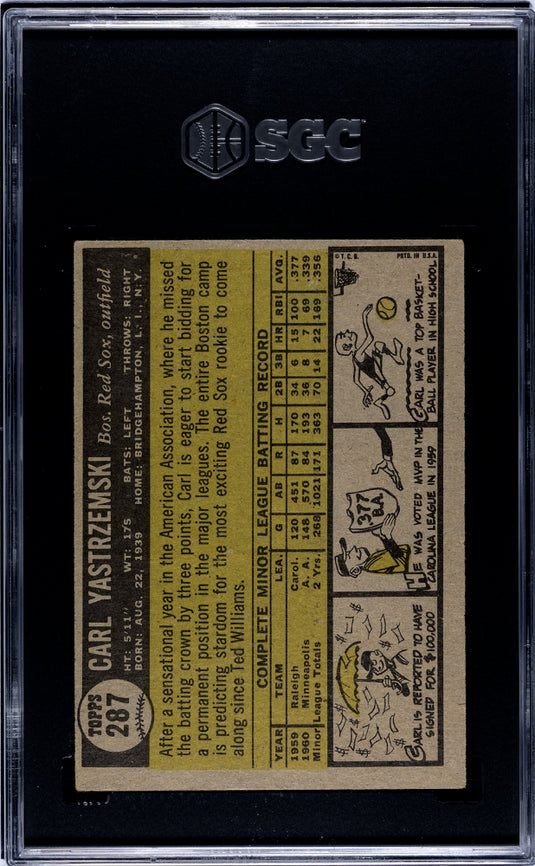 SGC
TOPPS
287
CARL YASTRZEMSKI Bos. Red Sox, outfield
HT: 5'11" WT: 175 BATS: LEFT THROWS: RIGHT
BORN: AUG. 22, 1939 HOME: BRIDGEHAMPTON, L. I., N. Y.
After a sensational year in the American Association, where he missed
the batting crown by three points, Carl is eager to start bidding for
a permanent position in the major leagues. The entire Boston camp
is predicting stardom for the most exciting Red Sox rookie to come
along since Ted Williams.
COMPLETE MINOR LEAGUE BATTING RECORD
YEAR TEAM LEA. G AB R H 2B 3B HR RBI AVG.
1959 Raleigh Carol. 120 451 87 170 34 6 15 100 .377
1960 Minneapolis A. A. 148 570 84 193 36 8 7 69 .339
Minor League Totals 2 Yrs. 268 1021 171 363 70 14 22 169 .356
CARL IS REPORTED TO HAVE
SIGNED FOR $100,000
377
B.A.
HE WAS VOTED MVP IN THE
CAROLINA LEAGUE IN 1959
© T. C. G. PRTD. IN U.S.A.
CARL WAS A TOP BASKET-
BALL PLAYER IN HIGH SCHOOL